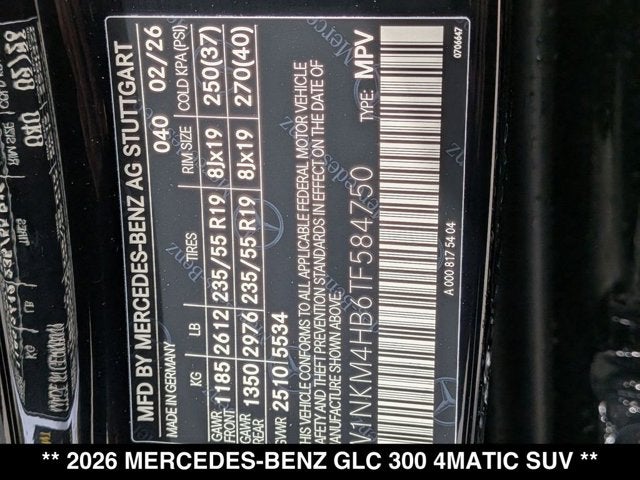 MFD BY MERCEDES-BENZ AG STUTTGART
MADE IN GERMANY 040 02/26
KG LB TIRES RIM SIZE COLD KPA(PSI)
GAWR FRONT: 1185 2612 235/55 R19 8Jx19 250(37)
GAWR REAR 1350 2976 235/55 R19 8Jx19 270(40)
GVWR 2510 5534
THIS VEHICLE CONFORMS TO ALL APPLICABLE FEDERAL MOTOR VEHICLE
SAFETY AND THEFT PREVENTION STANDARDS IN EFFECT ON THE DATE OF
MANUFACTURE SHOWN ABOVE.
W1NKM4HB6TF584750 TYPE: MPV
A 000 817 54 04 0706647
Mercedes-Benz
** 2026 MERCEDES-BENZ GLC 300 4MATIC SUV **